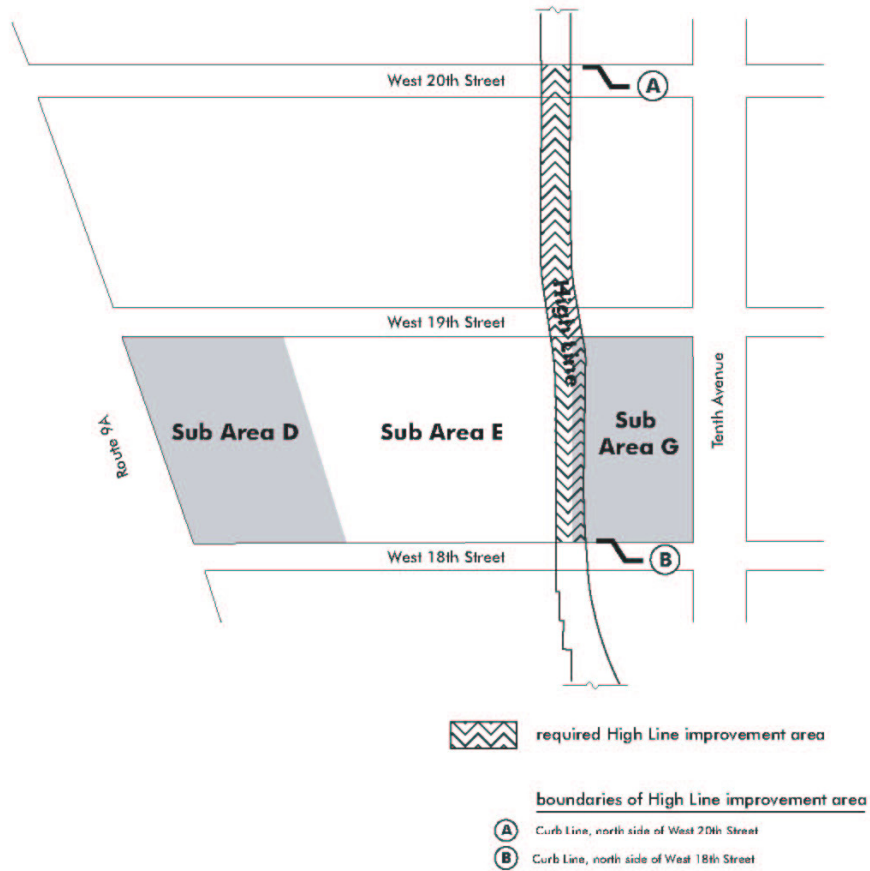 West 20th Street
A
High Line
West 19th Street
Route 9A
Sub Area D
Sub Area E
Sub
Area G
Tenth Avenue
West 18th Street
B
required High Line improvement area
boundaries of High Line improvement area
A Curb Line, north side of West 20th Street
B Curb Line, north side of West 18th Street